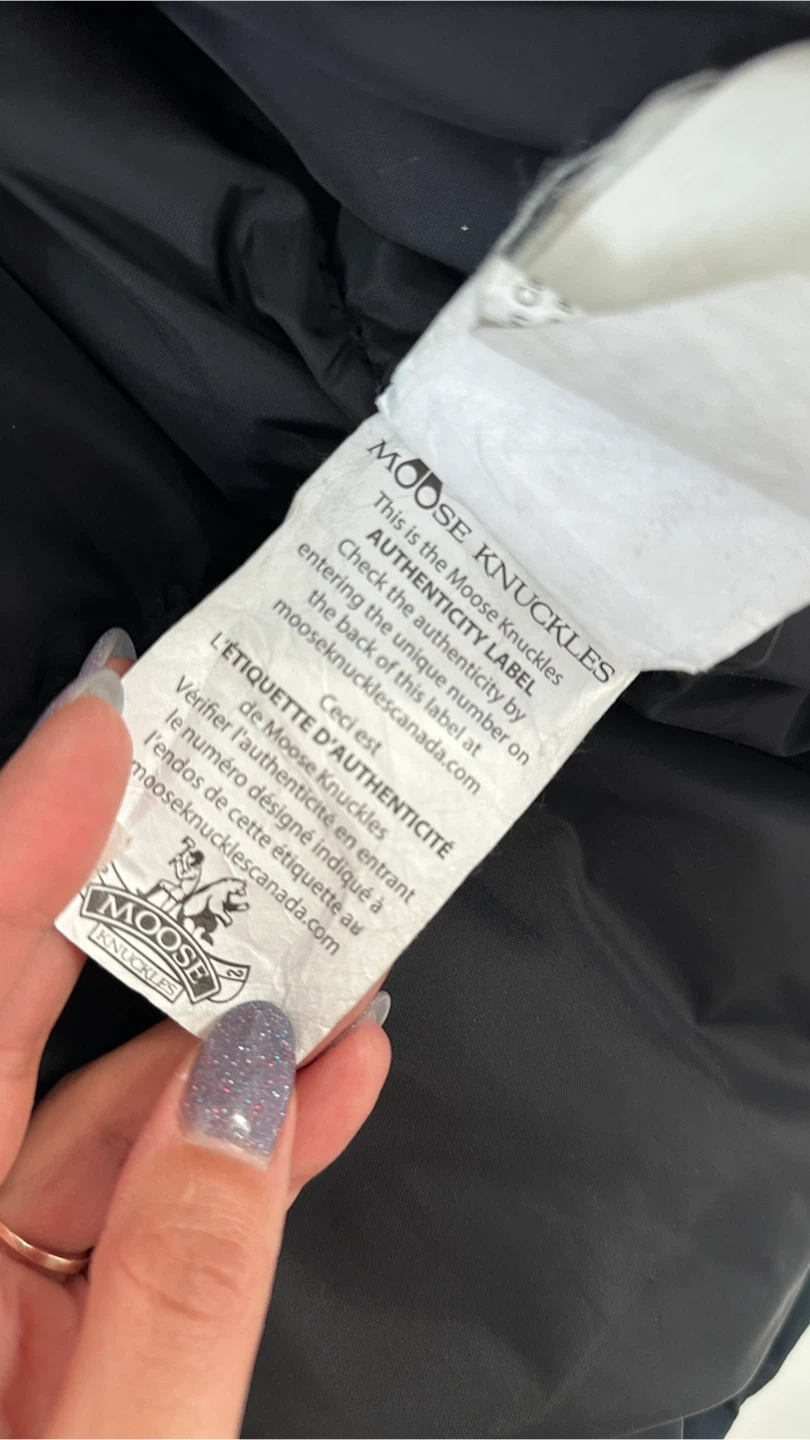 MOOSE KNUCKLES
This is the Moose Knuckles
AUTHENTICITY LABEL
Check the authenticity by
entering the unique number on
the back of this label at
mooseknucklescanada.com
Ceci est
L'ÉTIQUETTE D'AUTHENTICITÉ
de Moose Knuckles
Vérifier l'authenticité en entrant
le numéro désigné indiqué à
l'endos de cette étiquette au
mooseknucklescanada.com
MOOSE
KNUCKLES